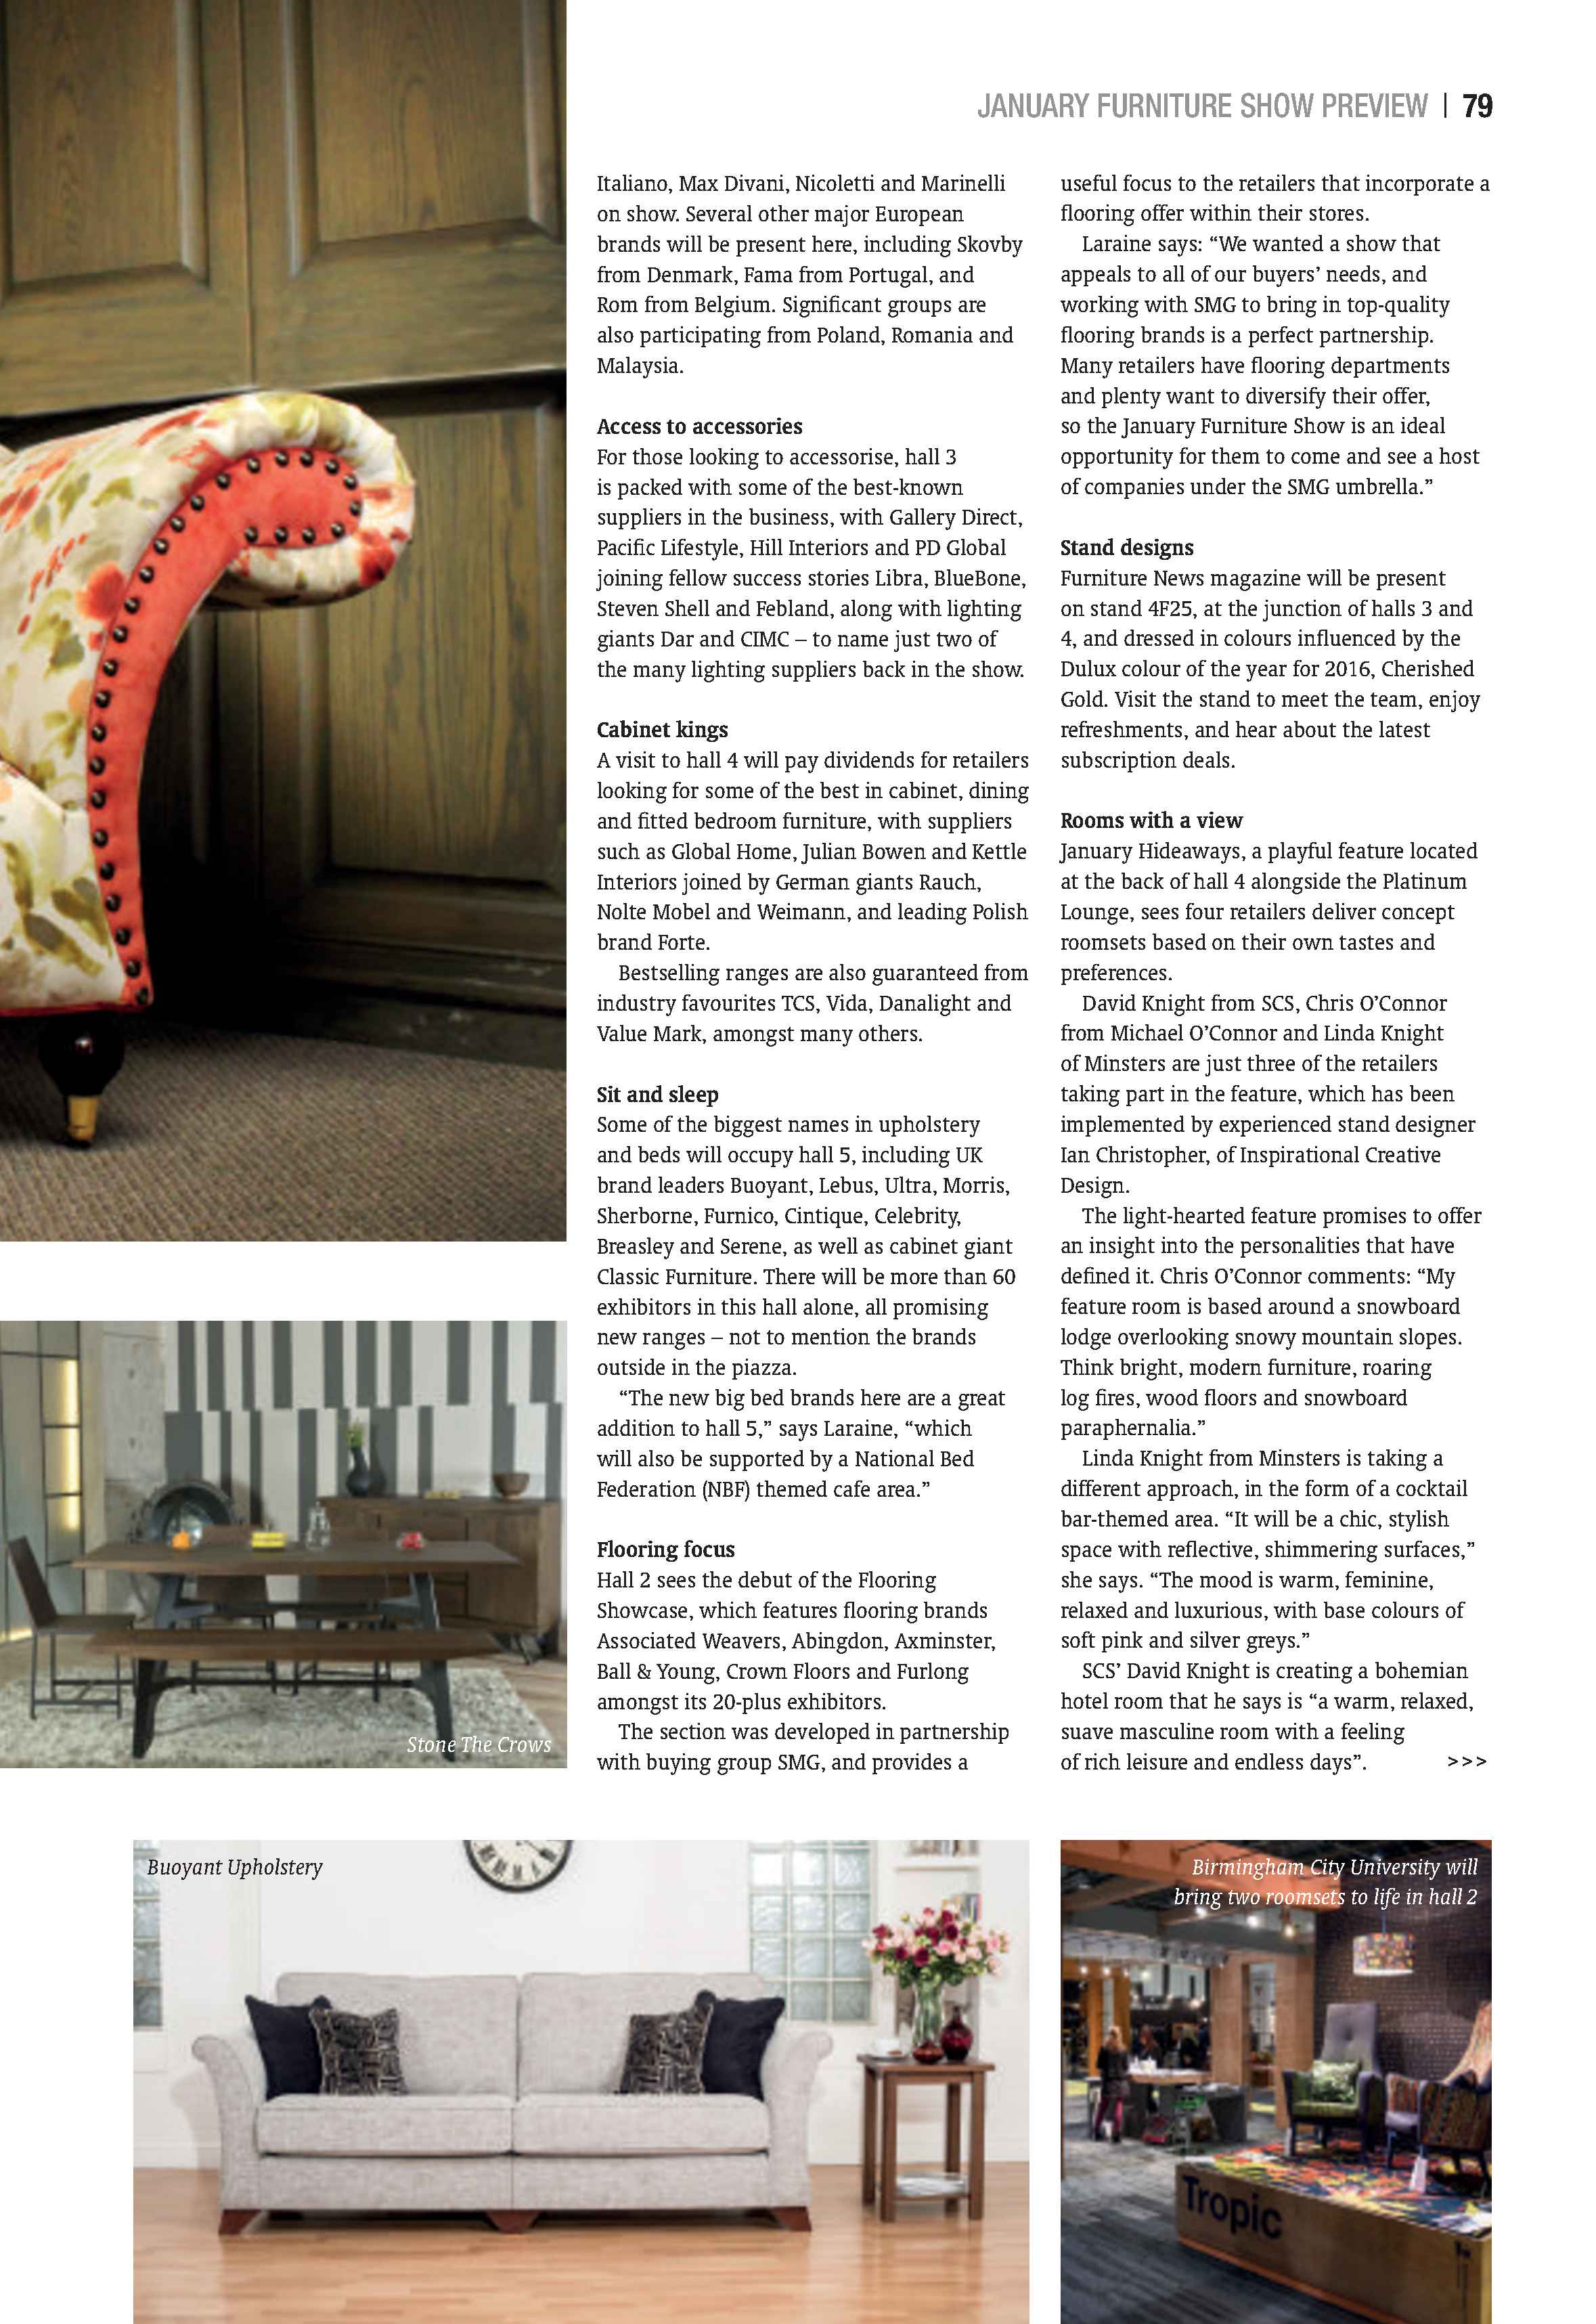 JANUARY FURNITURE SHOW PREVIEW | 79
Italiano, Max Divani, Nicoletti and Marinelli
on show. Several other major European
brands will be present here, including Skovby
from Denmark, Fama from Portugal, and
Rom from Belgium. Significant groups are
also participating from Poland, Romania and
Malaysia.
Access to accessories
For those looking to accessorise, hall 3
is packed with some of the best-known
suppliers in the business, with Gallery Direct,
Pacific Lifestyle, Hill Interiors and PD Global
joining fellow success stories Libra, BlueBone,
Steven Shell and Febland, along with lighting
giants Dar and CIMC – to name just two of
the many lighting suppliers back in the show.
Cabinet kings
A visit to hall 4 will pay dividends for retailers
looking for some of the best in cabinet, dining
and fitted bedroom furniture, with suppliers
such as Global Home, Julian Bowen and Kettle
Interiors joined by German giants Rauch,
Nolte Mobel and Weimann, and leading Polish
brand Forte.
Bestselling ranges are also guaranteed from
industry favourites TCS, Vida, Danalight and
Value Mark, amongst many others.
Sit and sleep
Some of the biggest names in upholstery
and beds will occupy hall 5, including UK
brand leaders Buoyant, Lebus, Ultra, Morris,
Sherborne, Furnico, Cintique, Celebrity,
Breasley and Serene, as well as cabinet giant
Classic Furniture. There will be more than 60
exhibitors in this hall alone, all promising
new ranges – not to mention the brands
outside in the piazza.
“The new big bed brands here are a great
addition to hall 5,” says Laraine, “which
will also be supported by a National Bed
Federation (NBF) themed cafe area.”
Flooring focus
Hall 2 sees the debut of the Flooring
Showcase, which features flooring brands
Associated Weavers, Abingdon, Axminster,
Ball & Young, Crown Floors and Furlong
amongst its 20-plus exhibitors.
The section was developed in partnership
with buying group SMG, and provides a
useful focus to the retailers that incorporate a
flooring offer within their stores.
Laraine says: “We wanted a show that
appeals to all of our buyers’ needs, and
working with SMG to bring in top-quality
flooring brands is a perfect partnership.
Many retailers have flooring departments
and plenty want to diversify their offer,
so the January Furniture Show is an ideal
opportunity for them to come and see a host
of companies under the SMG umbrella.”
Stand designs
Furniture News magazine will be present
on stand 4F25, at the junction of halls 3 and
4, and dressed in colours influenced by the
Dulux colour of the year for 2016, Cherished
Gold. Visit the stand to meet the team, enjoy
refreshments, and hear about the latest
subscription deals.
Rooms with a view
January Hideaways, a playful feature located
at the back of hall 4 alongside the Platinum
Lounge, sees four retailers deliver concept
roomsets based on their own tastes and
preferences.
David Knight from SCS, Chris O’Connor
from Michael O’Connor and Linda Knight
of Minsters are just three of the retailers
taking part in the feature, which has been
implemented by experienced stand designer
Ian Christopher, of Inspirational Creative
Design.
The light-hearted feature promises to offer
an insight into the personalities that have
defined it. Chris O’Connor comments: “My
feature room is based around a snowboard
lodge overlooking snowy mountain slopes.
Think bright, modern furniture, roaring
log fires, wood floors and snowboard
paraphernalia.”
Linda Knight from Minsters is taking a
different approach, in the form of a cocktail
bar-themed area. “It will be a chic, stylish
space with reflective, shimmering surfaces,”
she says. “The mood is warm, feminine,
relaxed and luxurious, with base colours of
soft pink and silver greys.”
SCS’ David Knight is creating a bohemian
hotel room that he says is “a warm, relaxed,
suave masculine room with a feeling
of rich leisure and endless days”. >>>
Stone The Crows
Buoyant Upholstery
Birmingham City University will
bring two roomsets to life in hall 2
Tropic